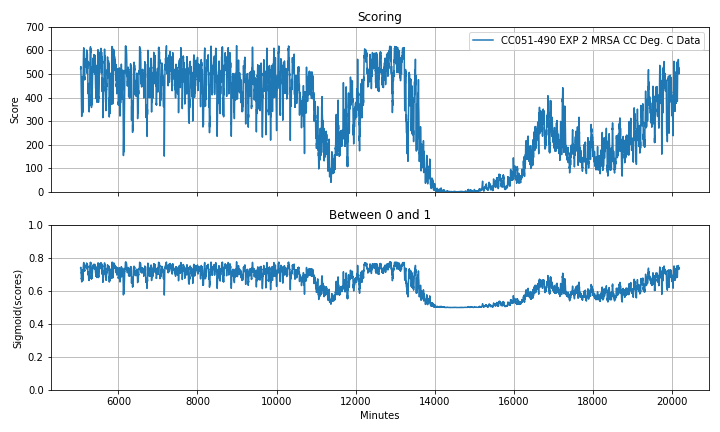 Scoring
700
600
500
400
300
200
100
0
Score
CC051-490 EXP 2 MRSA CC Deg. C Data
Between 0 and 1
1.0
0.8
0.6
0.4
0.2
0.0
Sigmoid(scores)
6000 8000 10000 12000 14000 16000 18000 20000
Minutes